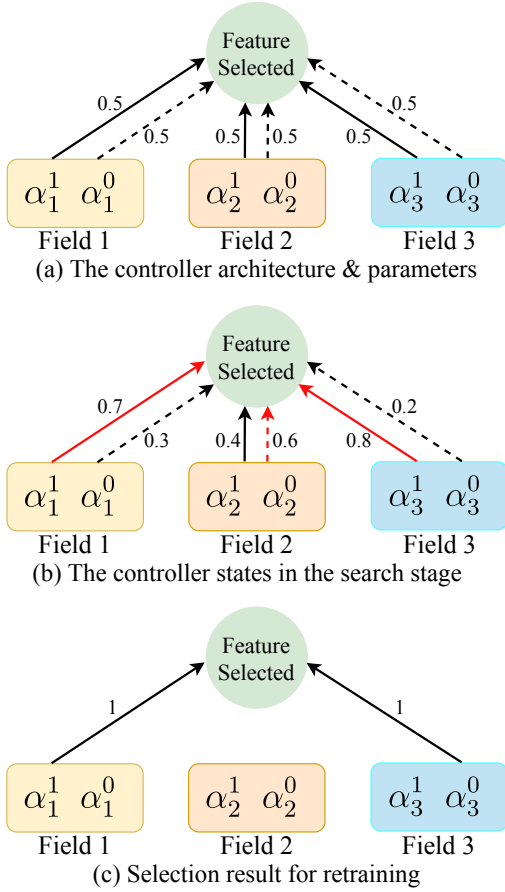 Feature
Selected
0.5 0.5 0.5 0.5 0.5 0.5
α₁¹ α₁⁰ α₂¹ α₂⁰ α₃¹ α₃⁰
Field 1 Field 2 Field 3
(a) The controller architecture & parameters
Feature
Selected
0.7 0.3 0.4 0.6 0.8 0.2
α₁¹ α₁⁰ α₂¹ α₂⁰ α₃¹ α₃⁰
Field 1 Field 2 Field 3
(b) The controller states in the search stage
Feature
Selected
1 1
α₁¹ α₁⁰ α₂¹ α₂⁰ α₃¹ α₃⁰
Field 1 Field 2 Field 3
(c) Selection result for retraining